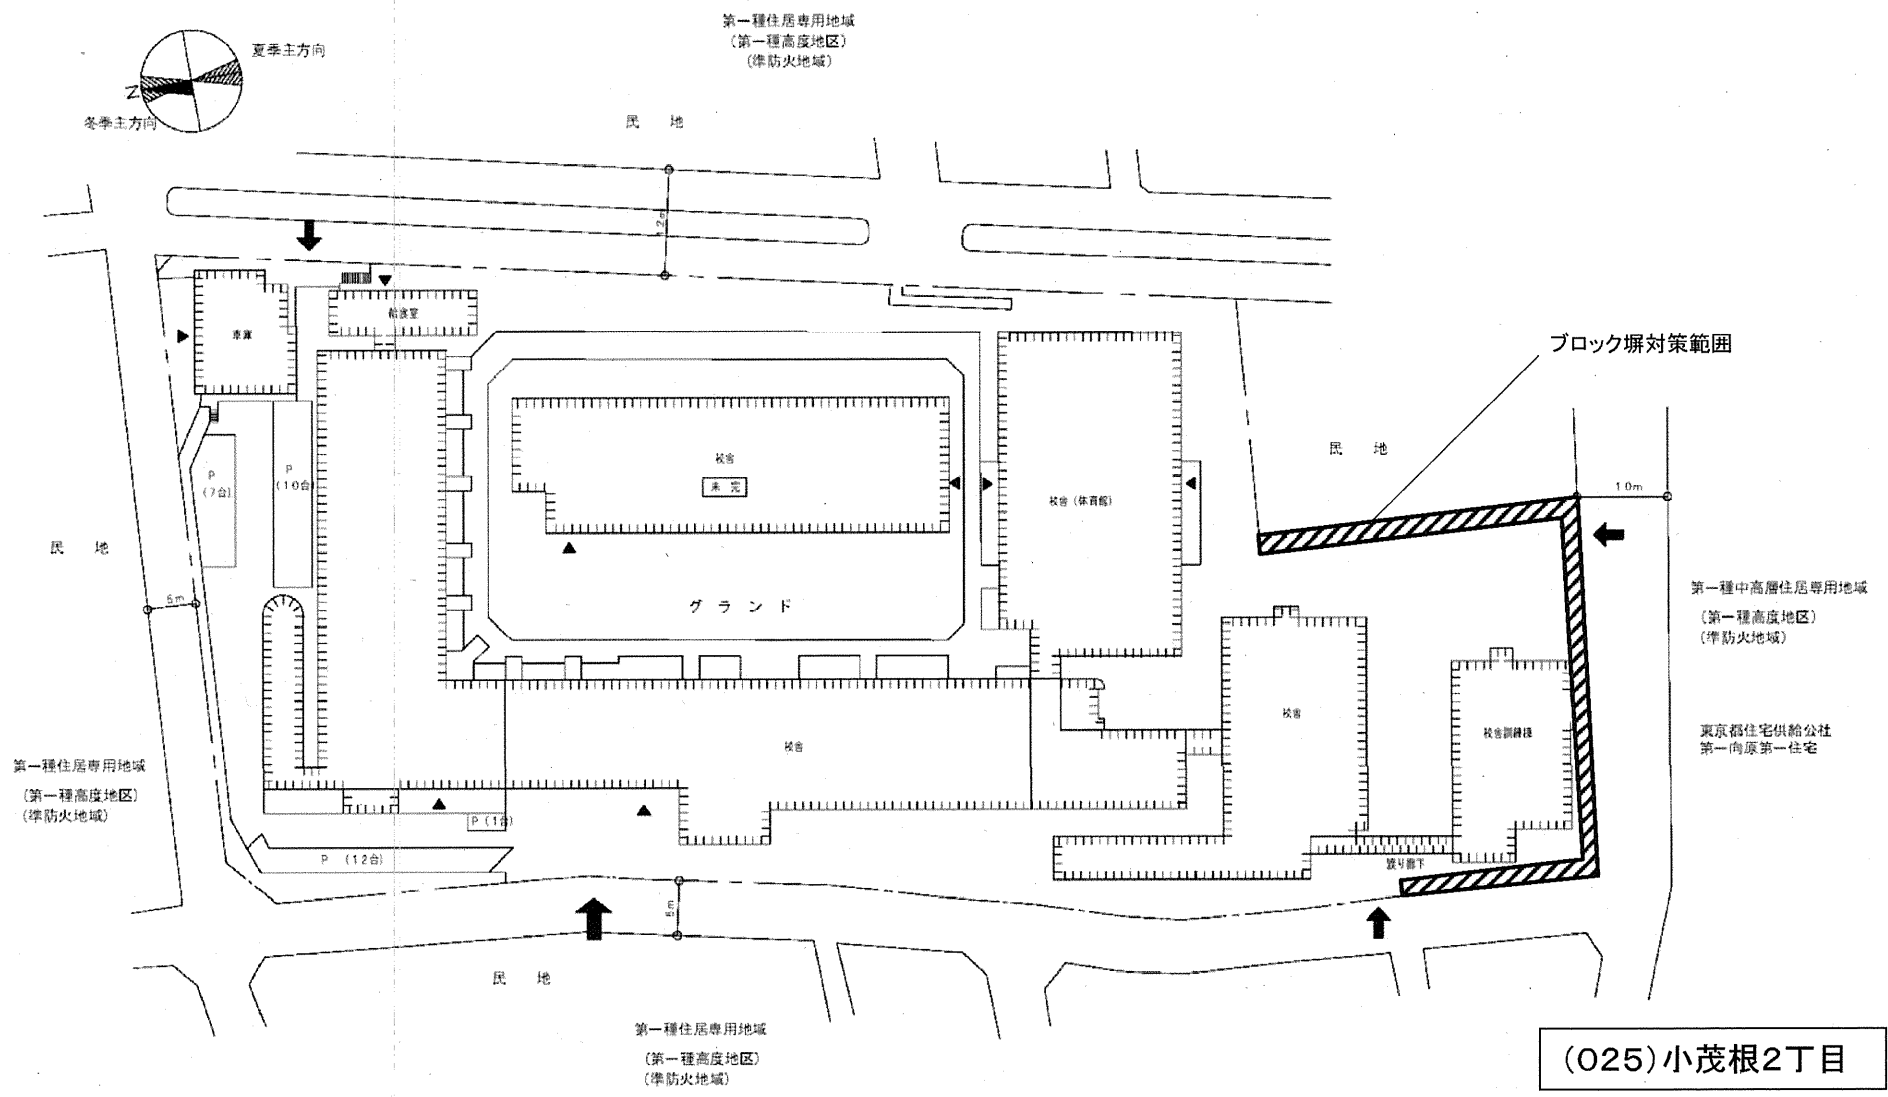 第一種住居専用地域
(第一種高度地区)
(準防火地域)
夏季主方向
N
冬季主方向
民 地
12m
給食室
車庫
ブロック塀対策範囲
校舎
未 完
校舎(体育館)
民 地
10m
P
(7台)
P
(10台)
民 地
5m
グランド
第一種中高層住居専用地域
(第一種高度地区)
(準防火地域)
校舎
校舎訓練棟
東京都住宅供給公社
第一向原第一住宅
校舎
第一種住居専用地域
(第一種高度地区)
(準防火地域)
P (1台)
P (12台)
渡り廊下
5m
民 地
第一種住居専用地域
(第一種高度地区)
(準防火地域)
(025)小茂根2丁目